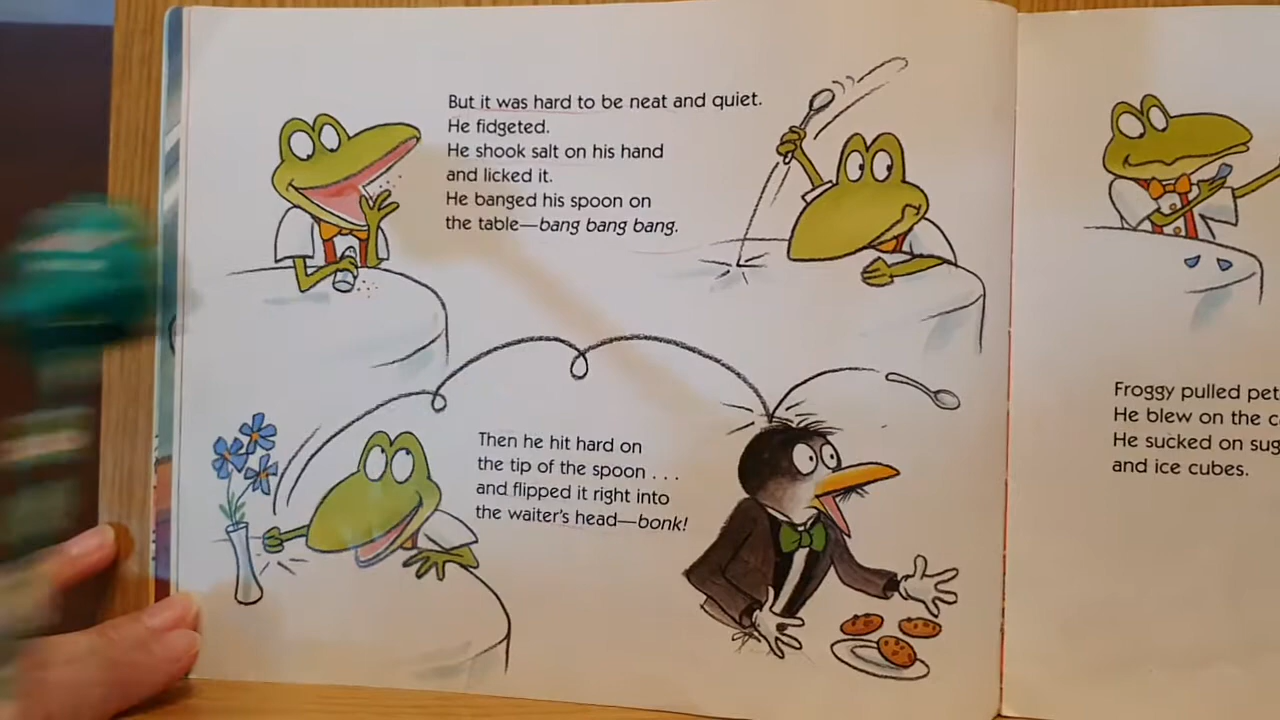 But it was hard to be neat and quiet.
He fidgeted.
He shook salt on his hand
and licked it.
He banged his spoon on
the table—bang bang bang.
Then he hit hard on
the tip of the spoon . . .
and flipped it right into
the waiter's head—bonk!
Froggy pulled
He blew on the
He sucked on
and ice cubes.